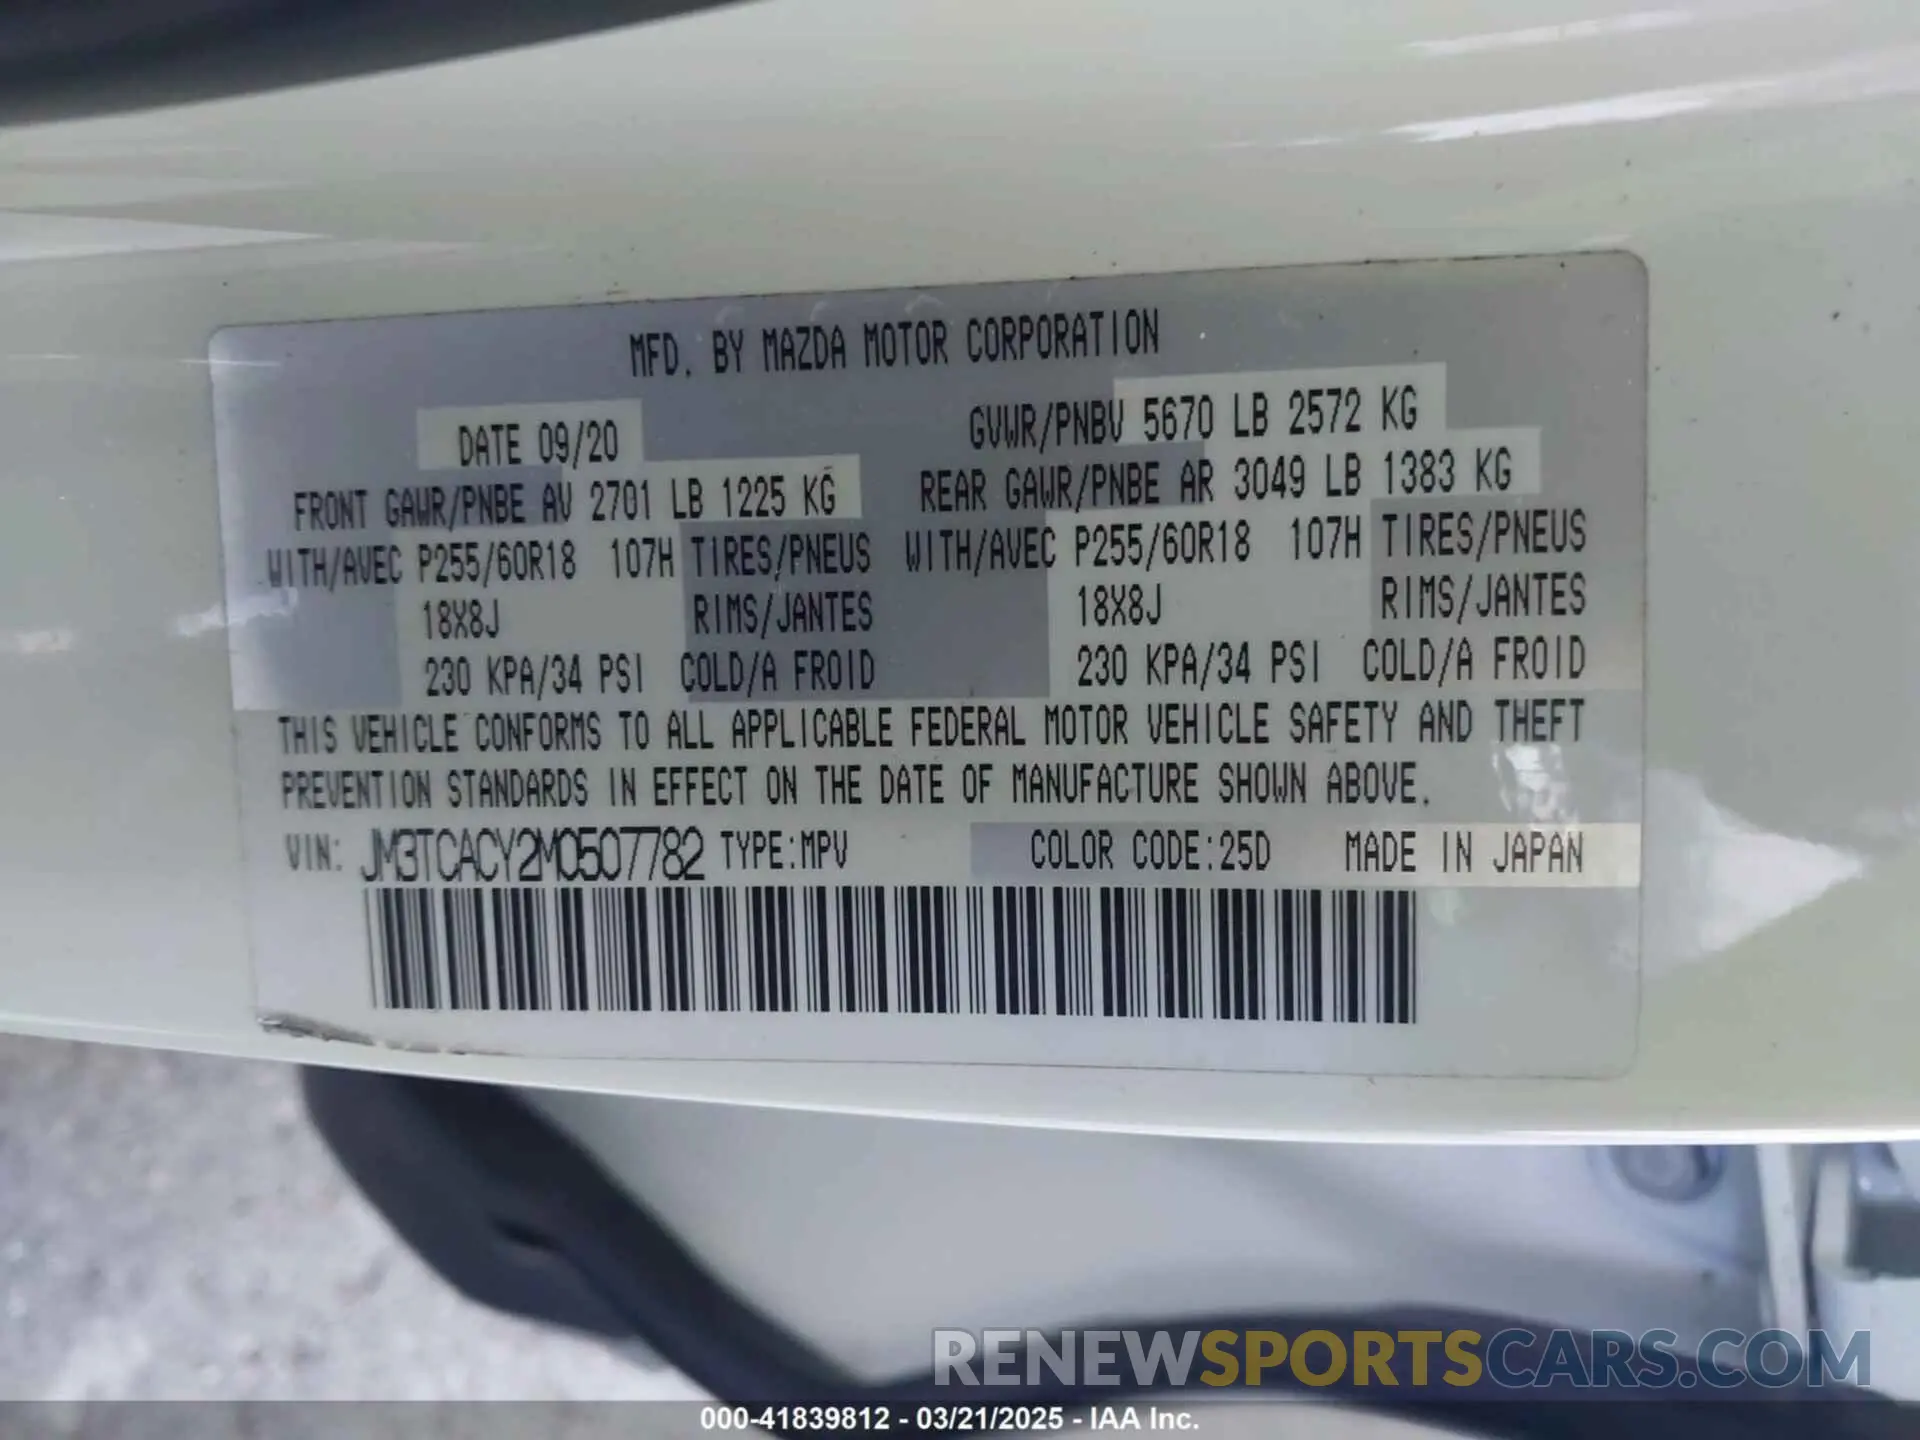 MFD. BY MAZDA MOTOR CORPORATION
DATE 09/20 GVWR/PNBV 5670 LB 2572 KG
FRONT GAWR/PNBE AV 2701 LB 1225 KG REAR GAWR/PNBE AR 3049 LB 1383 KG
WITH/AVEC P255/60R18 107H TIRES/PNEUS WITH/AVEC P255/60R18 107H TIRES/PNEUS
18X8J RIMS/JANTES 18X8J RIMS/JANTES
230 KPA/34 PSI COLD/A FROID 230 KPA/34 PSI COLD/A FROID
THIS VEHICLE CONFORMS TO ALL APPLICABLE FEDERAL MOTOR VEHICLE SAFETY AND THEFT
PREVENTION STANDARDS IN EFFECT ON THE DATE OF MANUFACTURE SHOWN ABOVE.
VIN: JM3TCACY2M0507782 TYPE:MPV COLOR CODE:25D MADE IN JAPAN
RENEWSPORTSCARS.COM
000-41839812 - 03/21/2025 - IAA Inc.